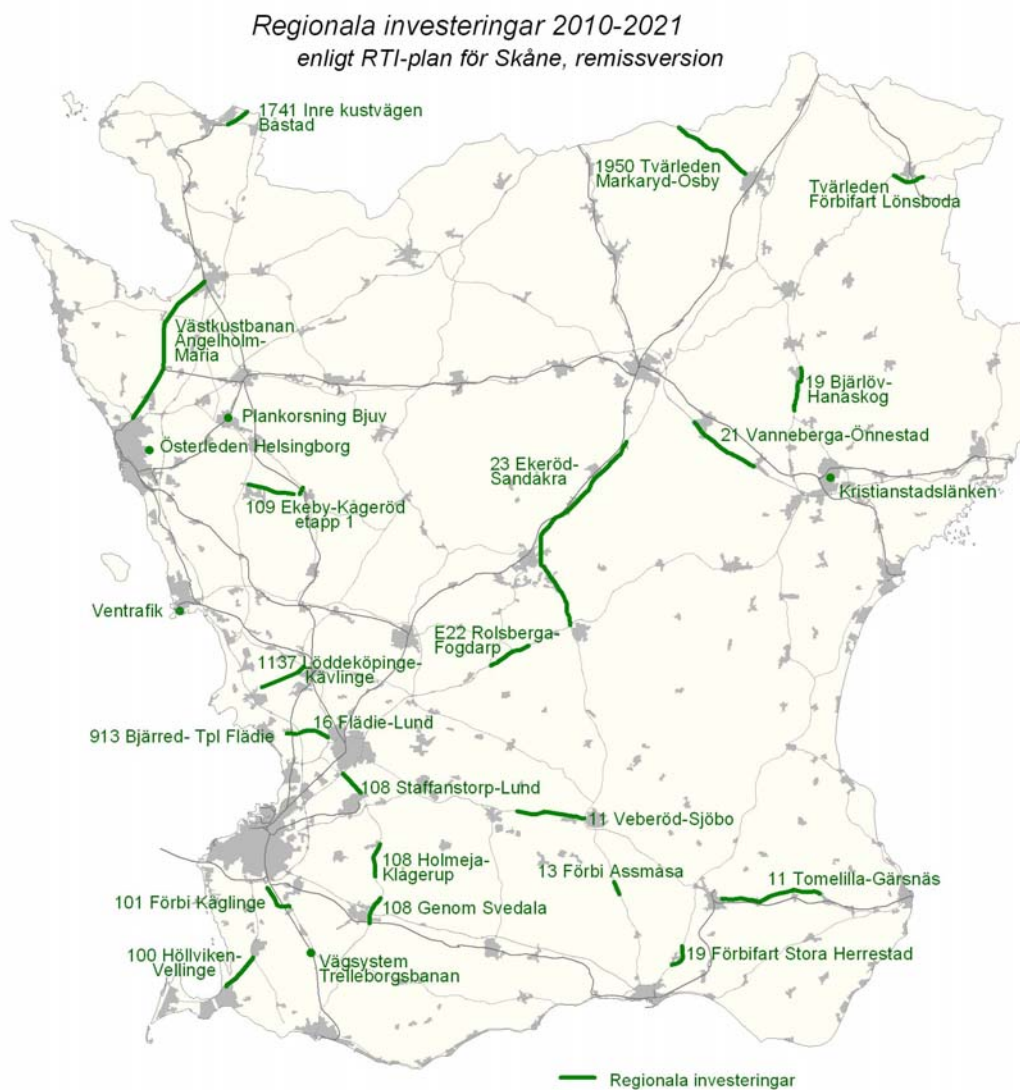 Regionala investeringar 2010-2021
enligt RTI-plan för Skåne, remissversion
1741 Inre kustvägen
Båstad
1950 Tvärleden
Markaryd-Osby
Tvärleden
Förbifart Lönsboda
Västkustbanan
Ängelholm-
Maria
19 Bjärlöv-
Hanaskog
Plankorsning Bjuv
21 Vanneberga-Önnestad
Österleden Helsingborg
23 Ekeröd-
Sandåkra
Kristianstadslänken
109 Ekeby-Kågeröd
etapp 1
Ventrafik
E22 Rolsberga-
Fogdarp
1137 Löddeköpinge-
Kävlinge
16 Flädie-Lund
913 Bjärred- Tpl Flädie
108 Staffanstorp-Lund
11 Veberöd-Sjöbo
108 Holmeja-
Klågerup
13 Förbi Assmåsa
11 Tomelilla-Gärsnäs
101 Förbi Käglinge
108 Genom Svedala
100 Höllviken-
Vellinge
Vägsystem
Trelleborgsbanan
19 Förbifart Stora Herrestad
Regionala investeringar